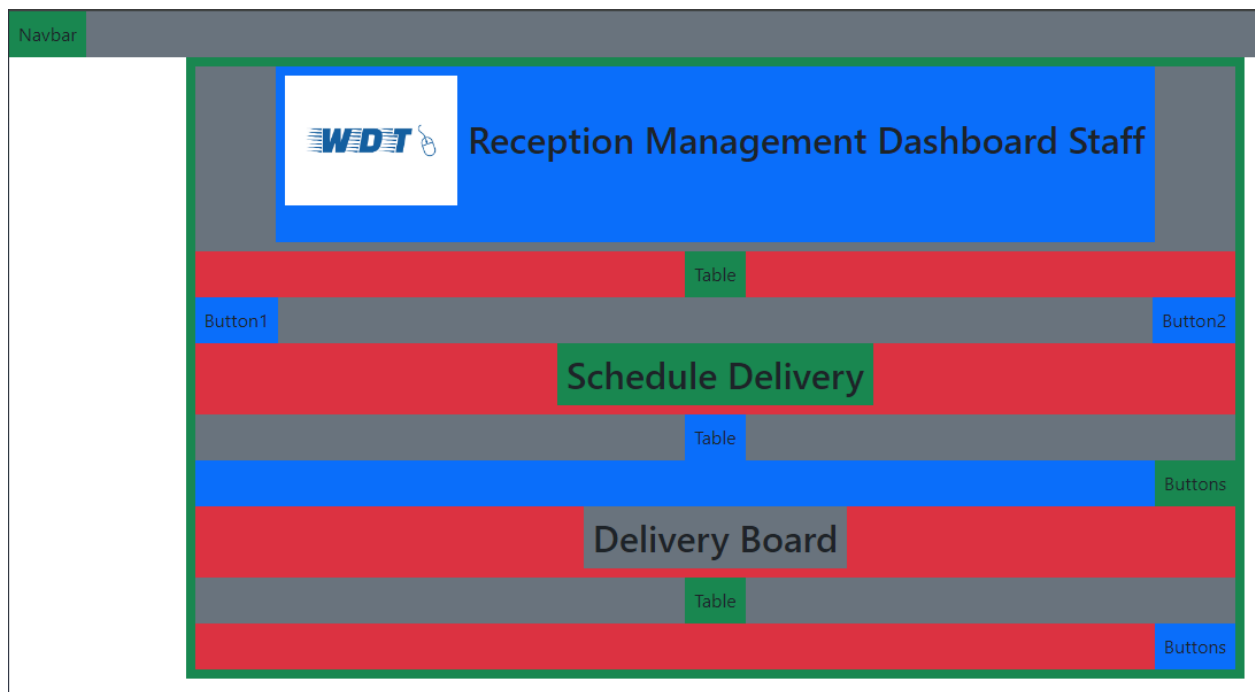 Navbar
WDT Reception Management Dashboard Staff
Table
Button1 Button2
Schedule Delivery
Table
Buttons
Delivery Board
Table
Buttons